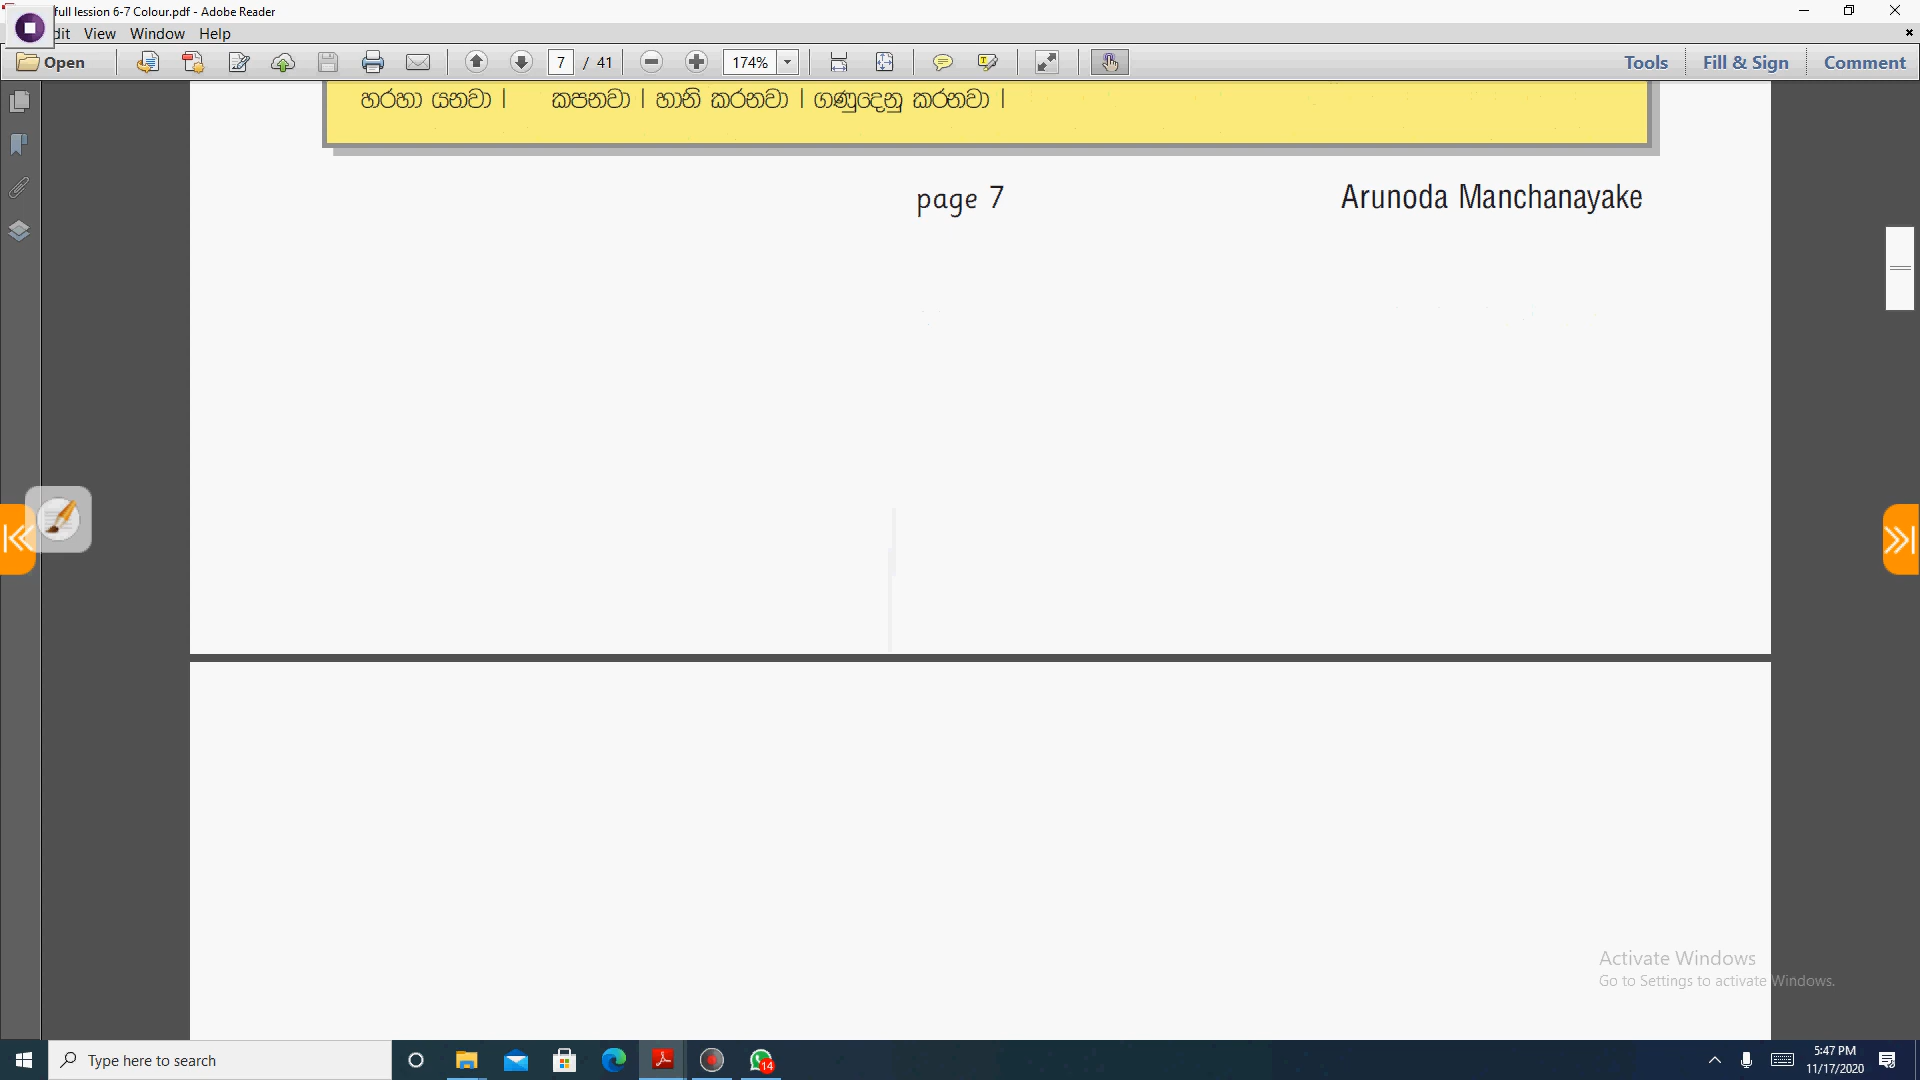 full lession 6-7 Colour.pdf - Adobe Reader
dit View Window Help
Open 7 / 41 174% Tools Fill & Sign Comment
හරහා යනවා | කපනවා | හානි කරනවා | ගණුදෙනු කරනවා |
page 7 Arunoda Manchanayake
Activate Windows
Go to Settings to activate Windows.
Type here to search 14 5:47 PM
11/17/2020